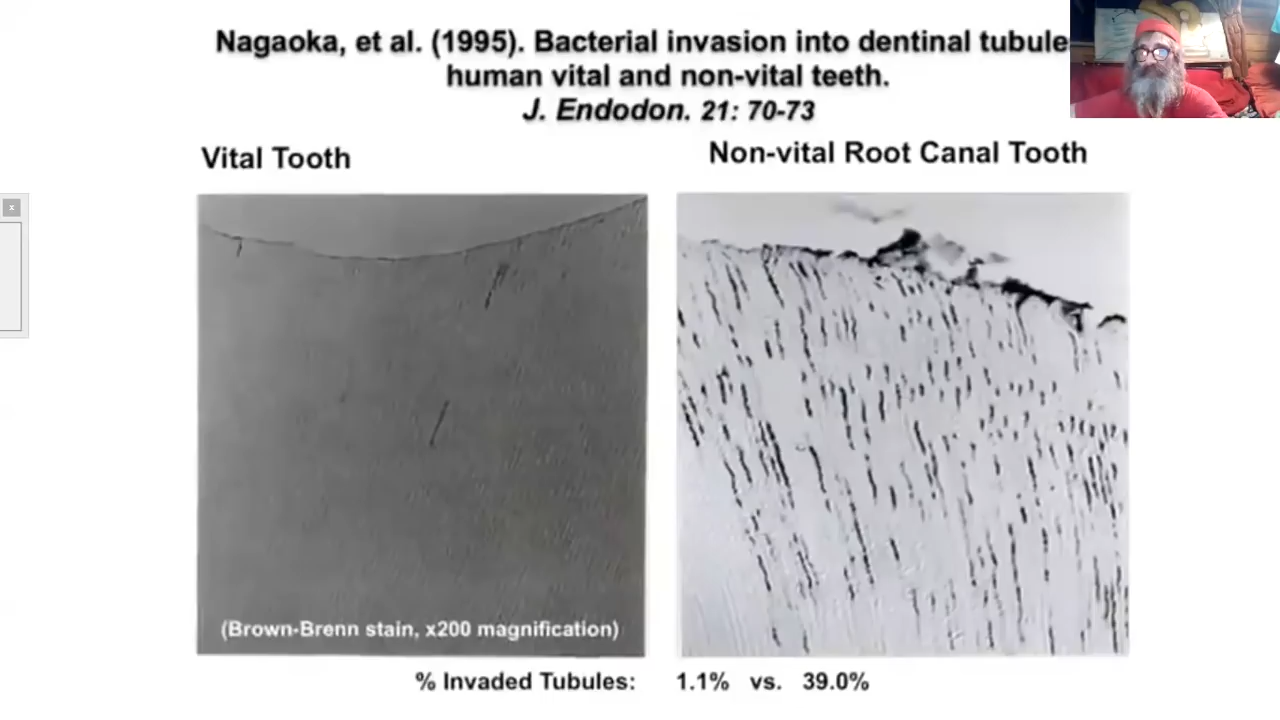 Nagaoka, et al. (1995). Bacterial invasion into dentinal tubule
human vital and non-vital teeth.
J. Endodon. 21: 70-73
Vital Tooth
Non-vital Root Canal Tooth
x
(Brown-Brenn stain, x200 magnification)
% Invaded Tubules: 1.1% vs. 39.0%